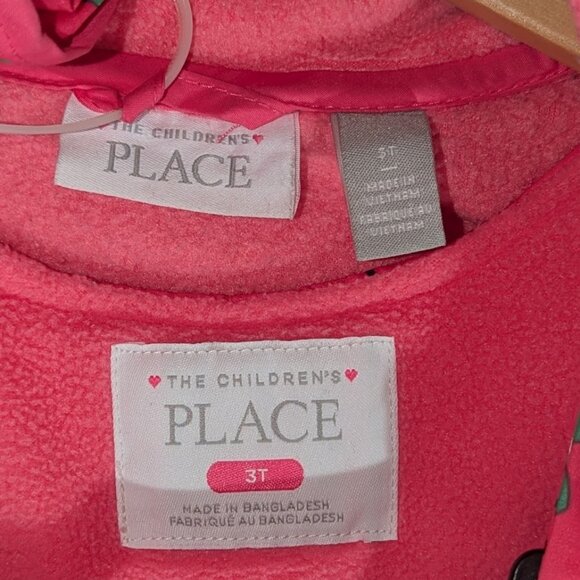 THE CHILDREN'S
PLACE
3T
MADE IN
VIETNAM
FABRIQUÉ AU
VIETNAM
THE CHILDREN'S
PLACE
3T
MADE IN BANGLADESH
FABRIQUÉ AU BANGLADESH